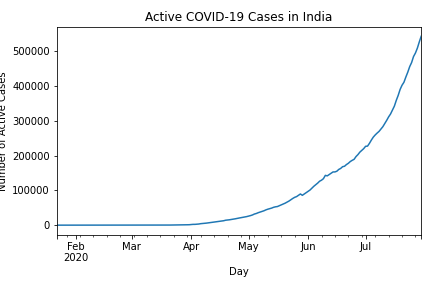 Active COVID-19 Cases in India
Number of Active Cases
500000
400000
300000
200000
100000
0
Feb Mar Apr May Jun Jul
2020
Day